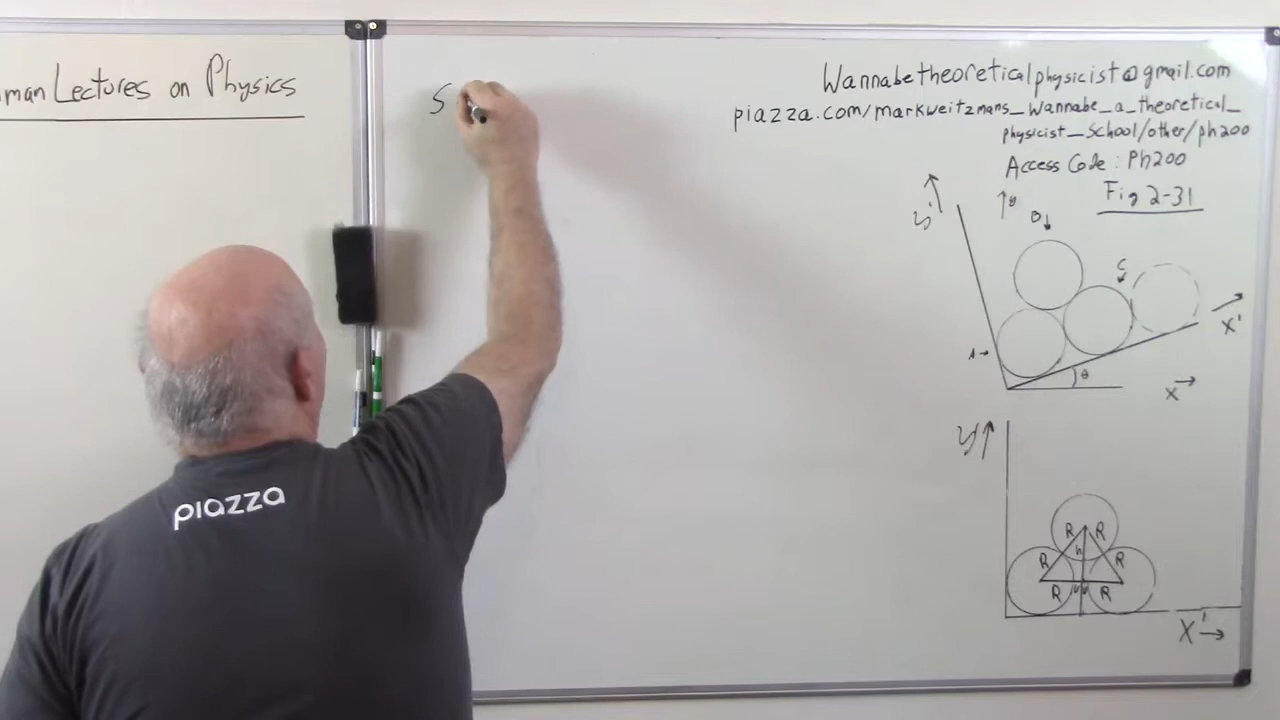 man Lectures on Physics
S
Wannabetheoreticalphysicist@gmail.com
piazza.com/markweitzmans_wannabe_a_theoretical_
physicist_School/other/ph200
Access Code: Ph200
Fig 2-31
y'
y
B
C
A
θ
X'
X
y'
R R
h
R R
R R
X'
piazza